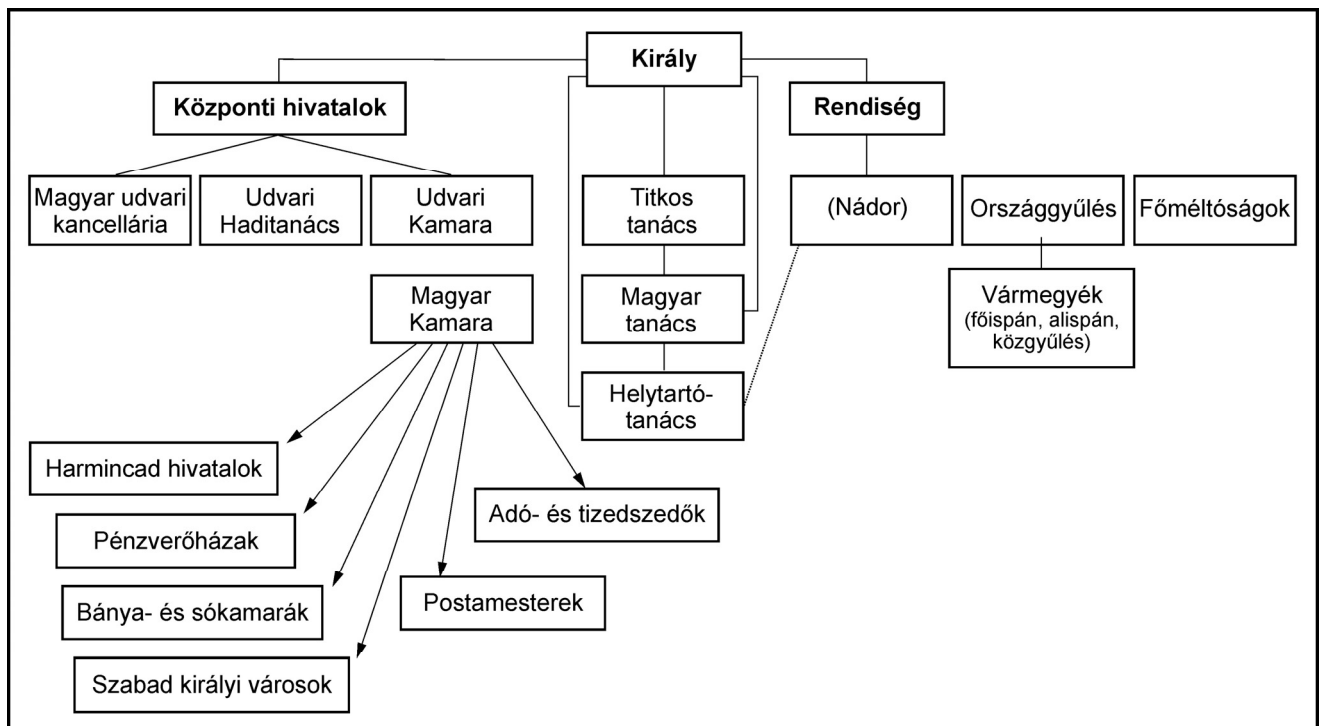 Király
Központi hivatalok
Rendiség
Magyar udvari
kancellária
Udvari
Haditanács
Udvari
Kamara
Titkos
tanács
(Nádor)
Országgyűlés
Főméltóságok
Magyar
Kamara
Magyar
tanács
Vármegyék
(főispán, alispán,
közgyűlés)
Helytartó-
tanács
Harmincad hivatalok
Adó- és tizedszedők
Pénzverőházak
Bánya- és sókamarák
Postamesterek
Szabad királyi városok